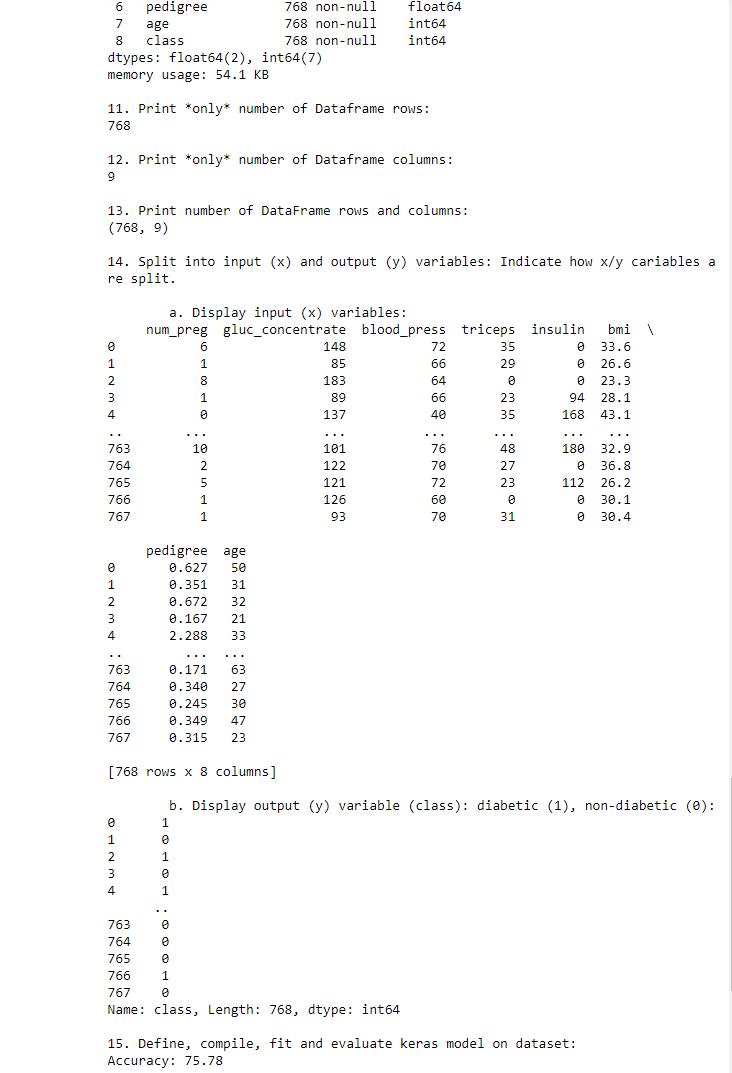 6 pedigree 768 non-null float64
7 age 768 non-null int64
8 class 768 non-null int64
dtypes: float64(2), int64(7)
memory usage: 54.1 KB
11. Print *only* number of Dataframe rows:
768
12. Print *only* number of Dataframe columns:
9
13. Print number of DataFrame rows and columns:
(768, 9)
14. Split into input (x) and output (y) variables: Indicate how x/y cariables a
re split.
a. Display input (x) variables:
num_preg gluc_concentrate blood_press triceps insulin bmi \
0 6 148 72 35 0 33.6
1 1 85 66 29 0 26.6
2 8 183 64 0 0 23.3
3 1 89 66 23 94 28.1
4 0 137 40 35 168 43.1
.. ... ... ... ... ... ...
763 10 101 76 48 180 32.9
764 2 122 70 27 0 36.8
765 5 121 72 23 112 26.2
766 1 126 60 0 0 30.1
767 1 93 70 31 0 30.4
pedigree age
0 0.627 50
1 0.351 31
2 0.672 32
3 0.167 21
4 2.288 33
.. ... ...
763 0.171 63
764 0.340 27
765 0.245 30
766 0.349 47
767 0.315 23
[768 rows x 8 columns]
b. Display output (y) variable (class): diabetic (1), non-diabetic (0):
0 1
1 0
2 1
3 0
4 1
..
763 0
764 0
765 0
766 1
767 0
Name: class, Length: 768, dtype: int64
15. Define, compile, fit and evaluate keras model on dataset:
Accuracy: 75.78